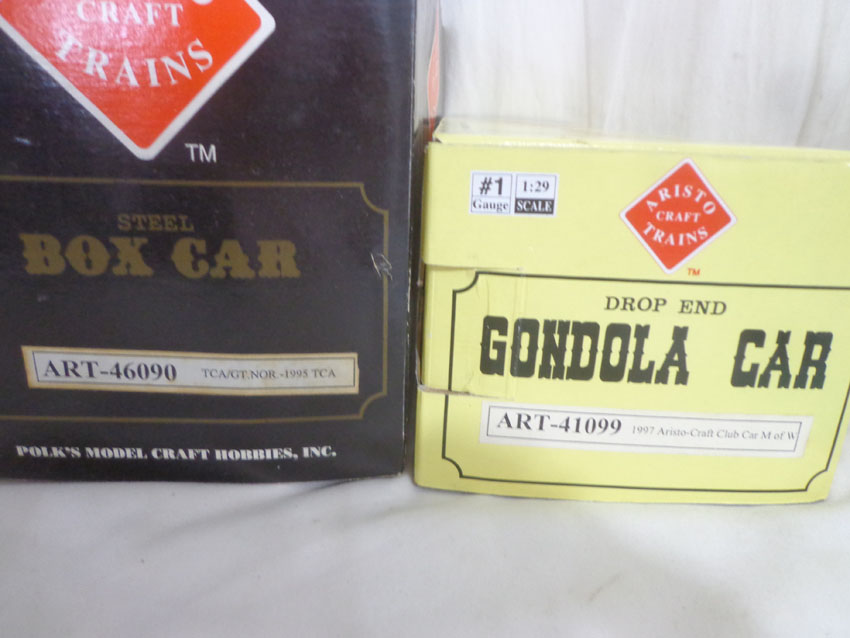 CRAFT
TRAINS
TM
STEEL
BOX CAR
ART-46090 TCA/GT.NOR.-1995 TCA
POLK'S MODEL CRAFT HOBBIES, INC.
#1 Gauge
1:29 SCALE
ARISTO
CRAFT
TRAINS
TM
DROP END
GONDOLA CAR
ART-41099 1997 Aristo-Craft Club Car M of W